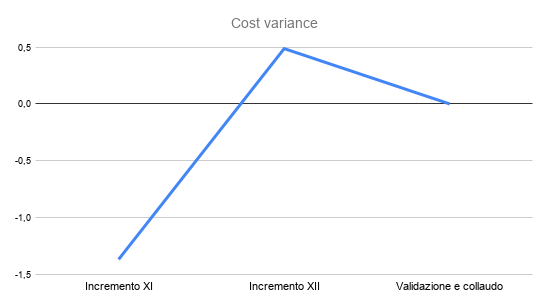 Cost variance
0,5
0,0
-0,5
-1,0
-1,5
Incremento XI Incremento XII Validazione e collaudo